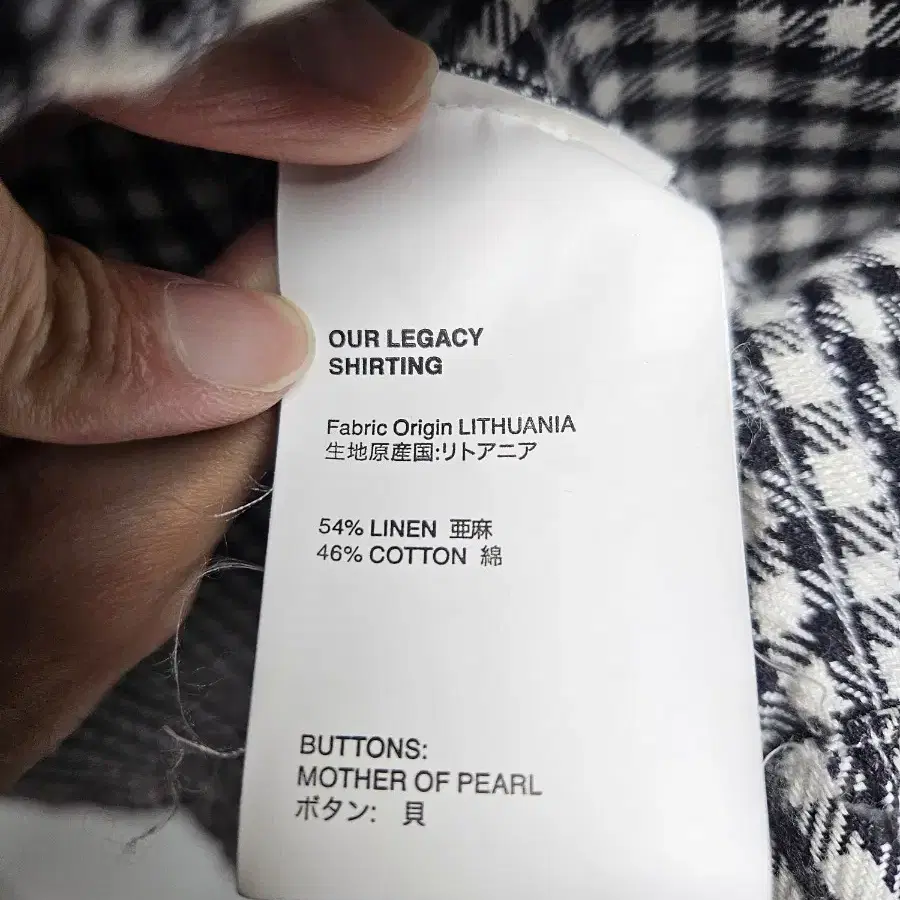 OUR LEGACY
SHIRTING
Fabric Origin LITHUANIA
生地原産国:リトアニア
54% LINEN 亜麻
46% COTTON 綿
BUTTONS:
MOTHER OF PEARL
ボタン: 貝